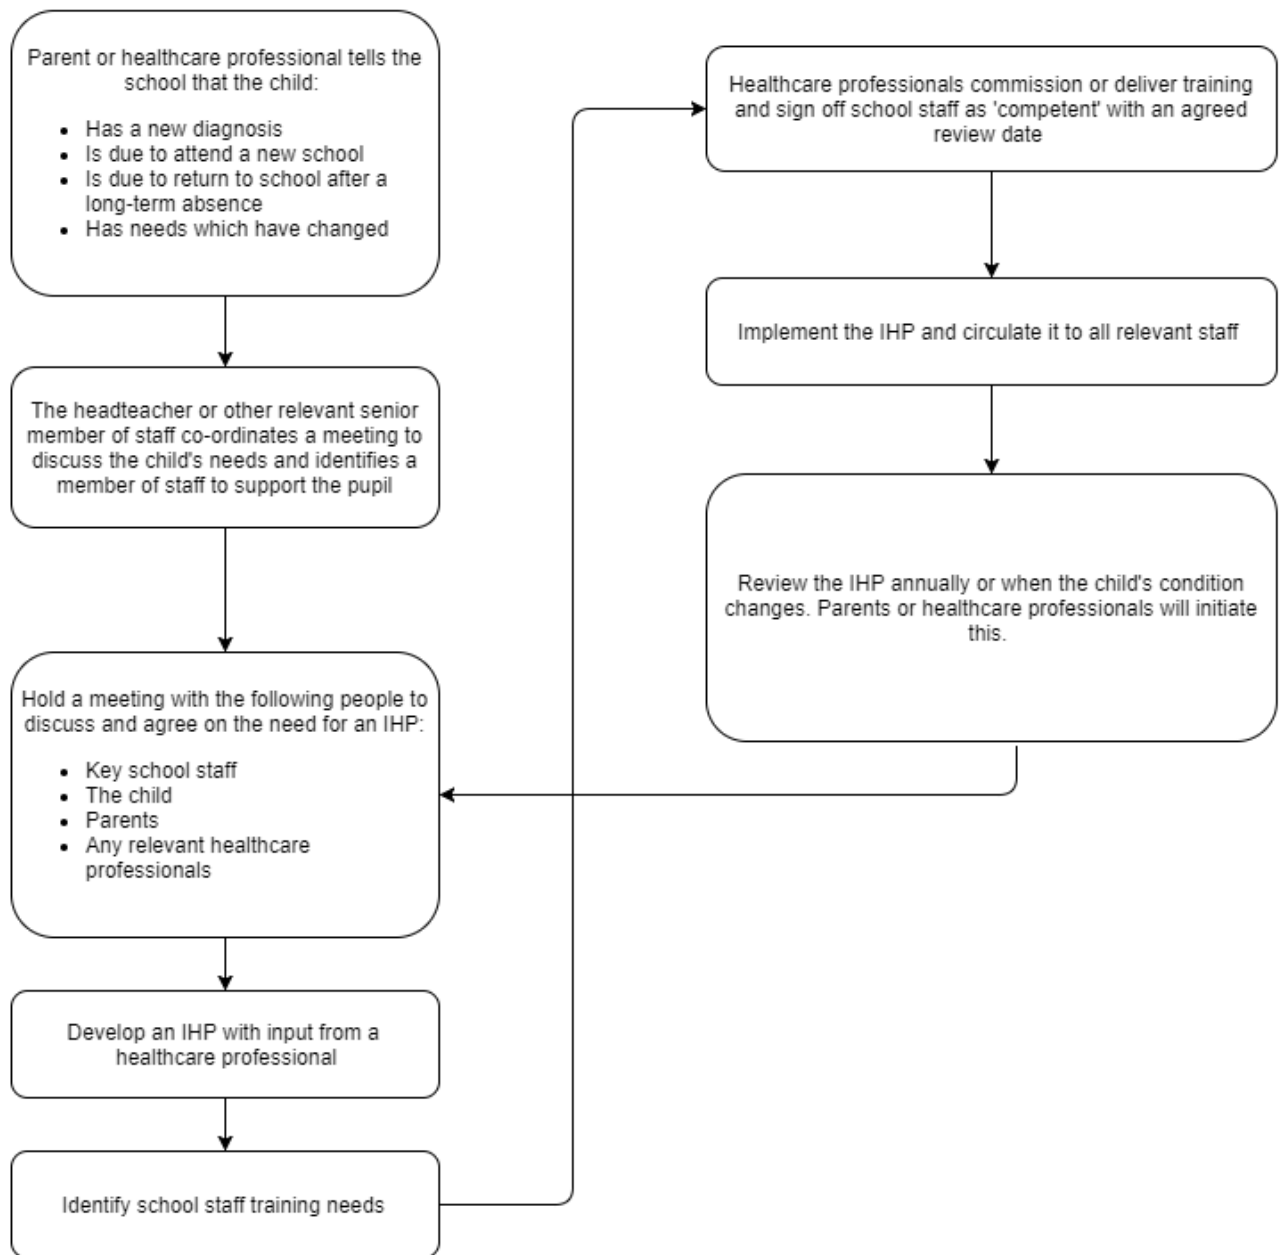 Parent or healthcare professional tells the
school that the child:
• Has a new diagnosis
• Is due to attend a new school
• Is due to return to school after a
long-term absence
• Has needs which have changed
The headteacher or other relevant senior
member of staff co-ordinates a meeting to
discuss the child's needs and identifies a
member of staff to support the pupil
Hold a meeting with the following people to
discuss and agree on the need for an IHP:
• Key school staff
• The child
• Parents
• Any relevant healthcare
professionals
Develop an IHP with input from a
healthcare professional
Identify school staff training needs
Healthcare professionals commission or deliver training
and sign off school staff as 'competent' with an agreed
review date
Implement the IHP and circulate it to all relevant staff
Review the IHP annually or when the child's condition
changes. Parents or healthcare professionals will initiate
this.